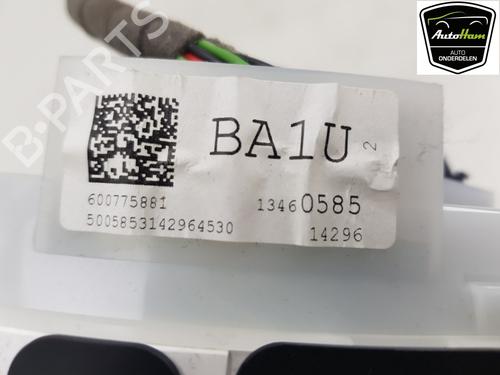 AutoHam
AUTO
ONDERDELEN
B-PARTS
BA1U 2
600775881
13460585
5005853142964530
14296